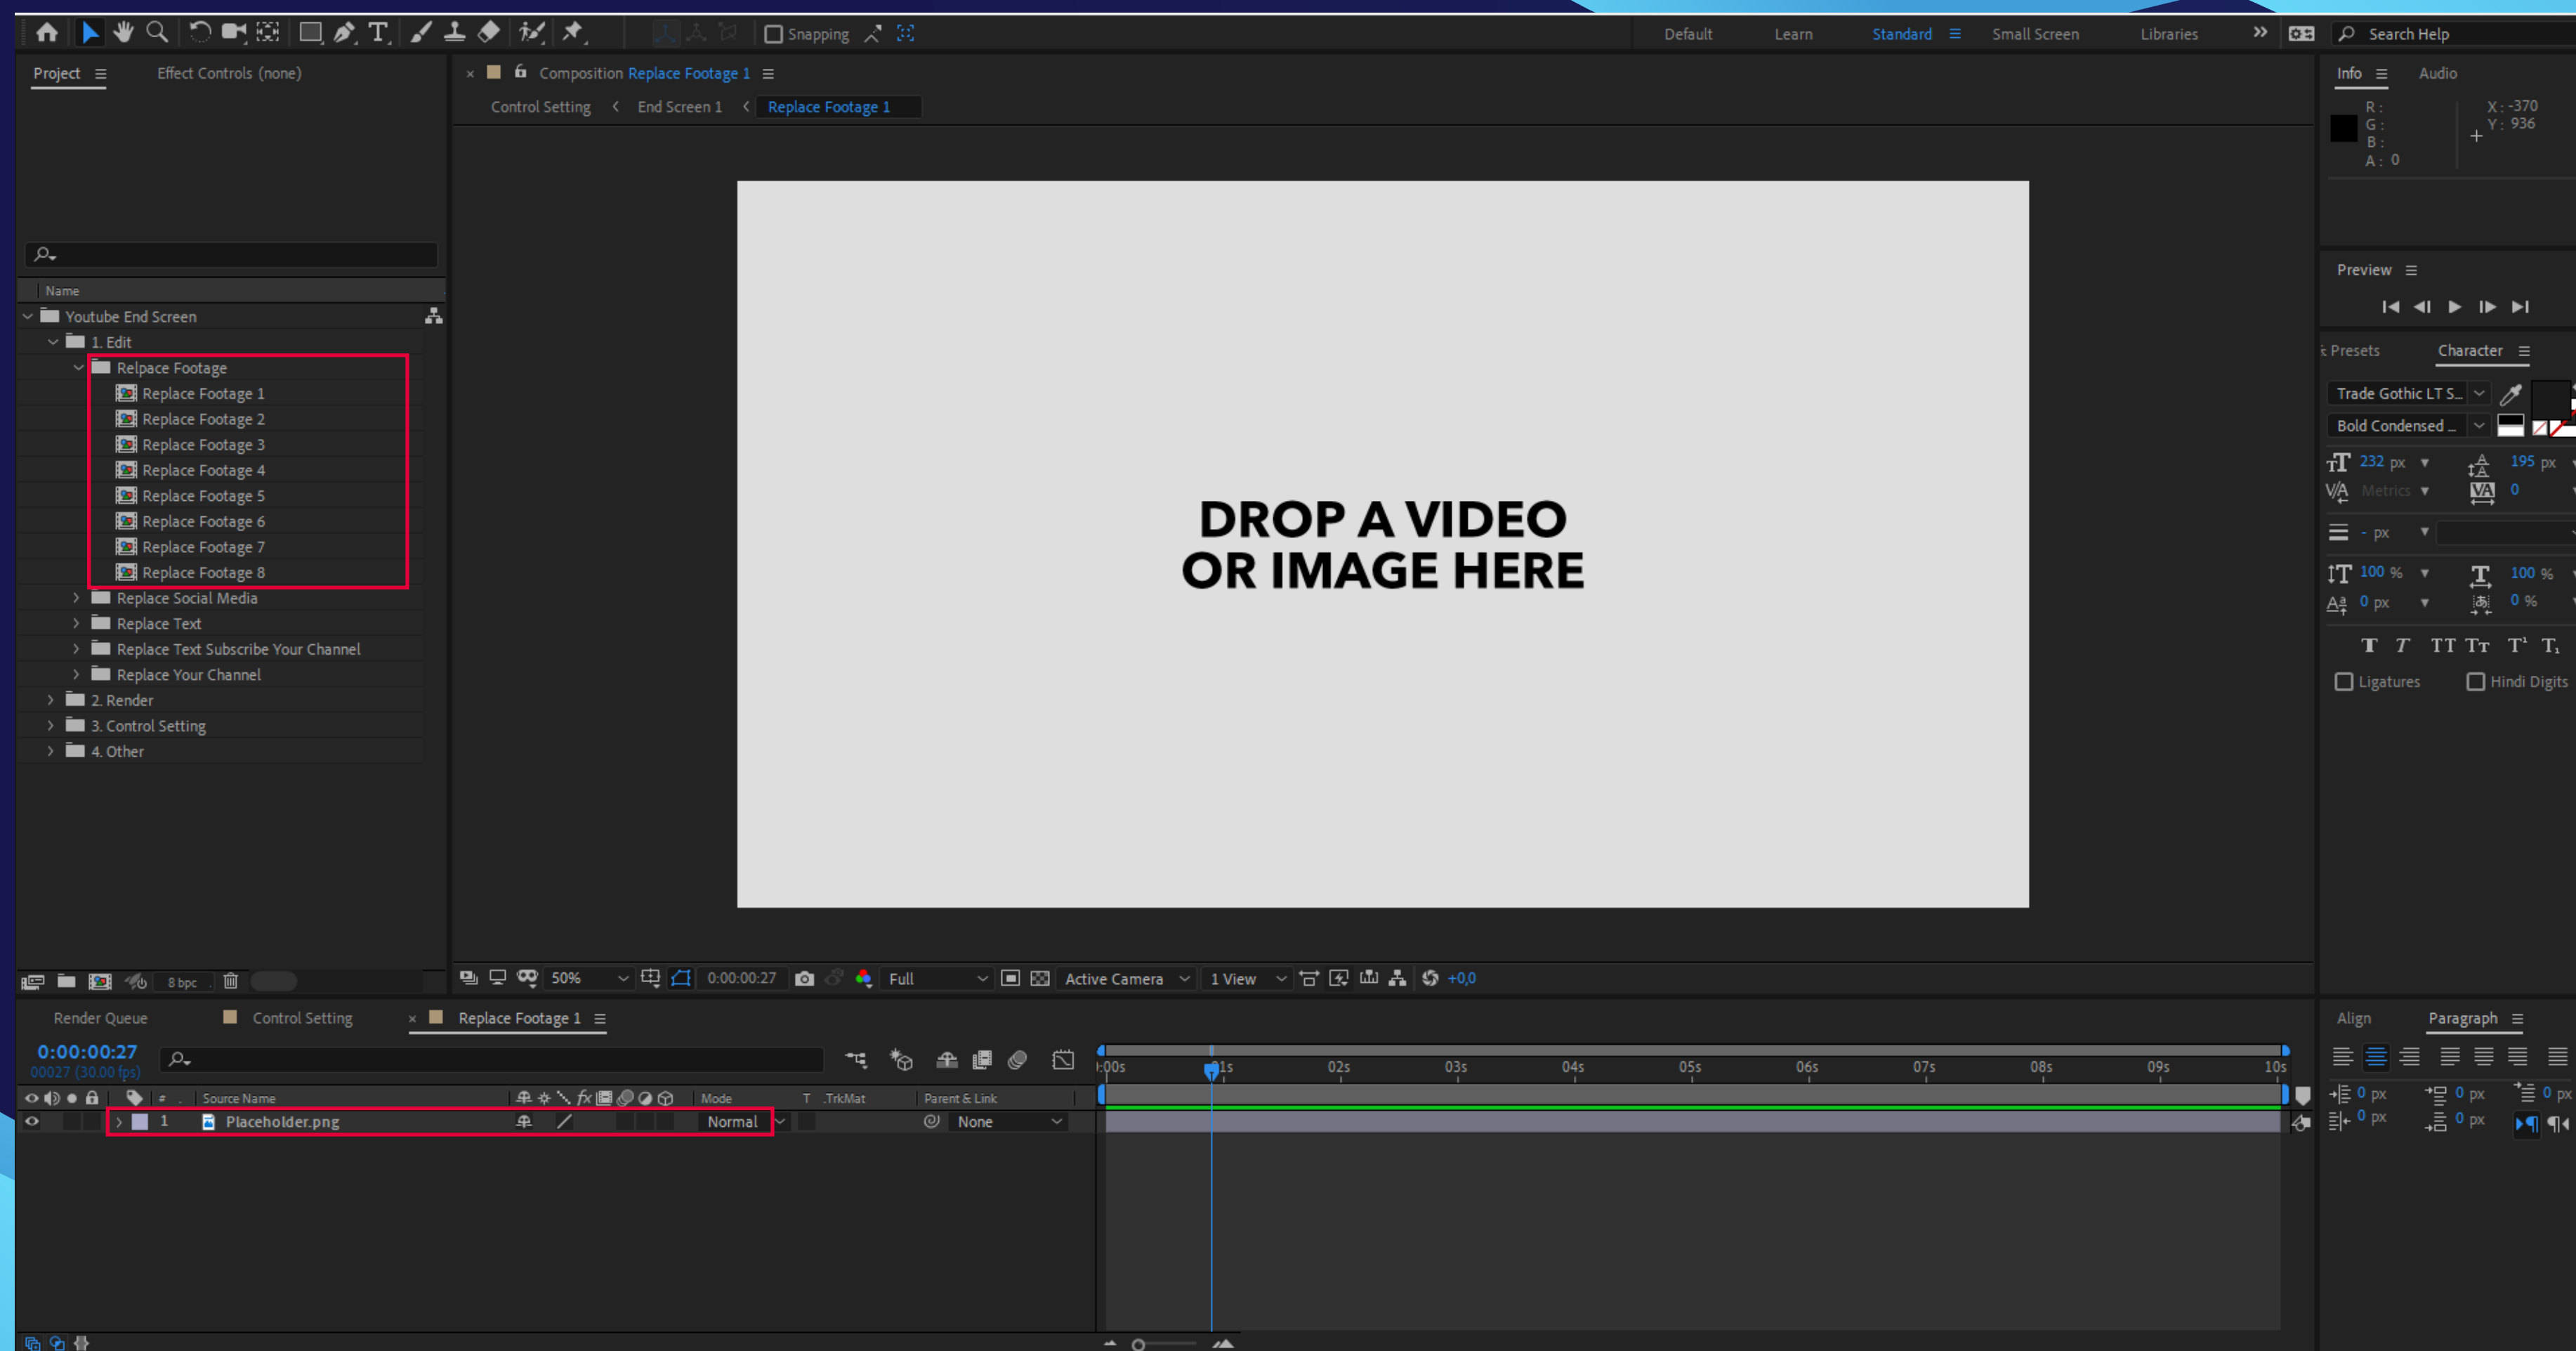 Snapping
Default Learn Standard Small Screen Libraries Search Help
Project Effect Controls (none)
Composition Replace Footage 1
Control Setting End Screen 1 Replace Footage 1
Info Audio
R : X : -370
G : Y : 936
B :
A : 0
Name
Youtube End Screen
1. Edit
Relpace Footage
Replace Footage 1
Replace Footage 2
Replace Footage 3
Replace Footage 4
Replace Footage 5
Replace Footage 6
Replace Footage 7
Replace Footage 8
Replace Social Media
Replace Text
Replace Text Subscribe Your Channel
Replace Your Channel
2. Render
3. Control Setting
4. Other
8 bpc
DROP A VIDEO
OR IMAGE HERE
50% 0:00:00:27 Full Active Camera 1 View +0,0
Preview
Presets Character
Trade Gothic LT S...
Bold Condensed ...
232 px 195 px
Metrics 0
- px
100 % 100 %
0 px 0 %
T T TT Tт T¹ T₁
Ligatures Hindi Digits
Render Queue Control Setting Replace Footage 1
0:00:00:27
00027 (30.00 fps)
:00s 01s 02s 03s 04s 05s 06s 07s 08s 09s 10s
# Source Name Mode T .TrkMat Parent & Link
1 Placeholder.png Normal None
Align Paragraph
0 px 0 px 0 px
0 px 0 px